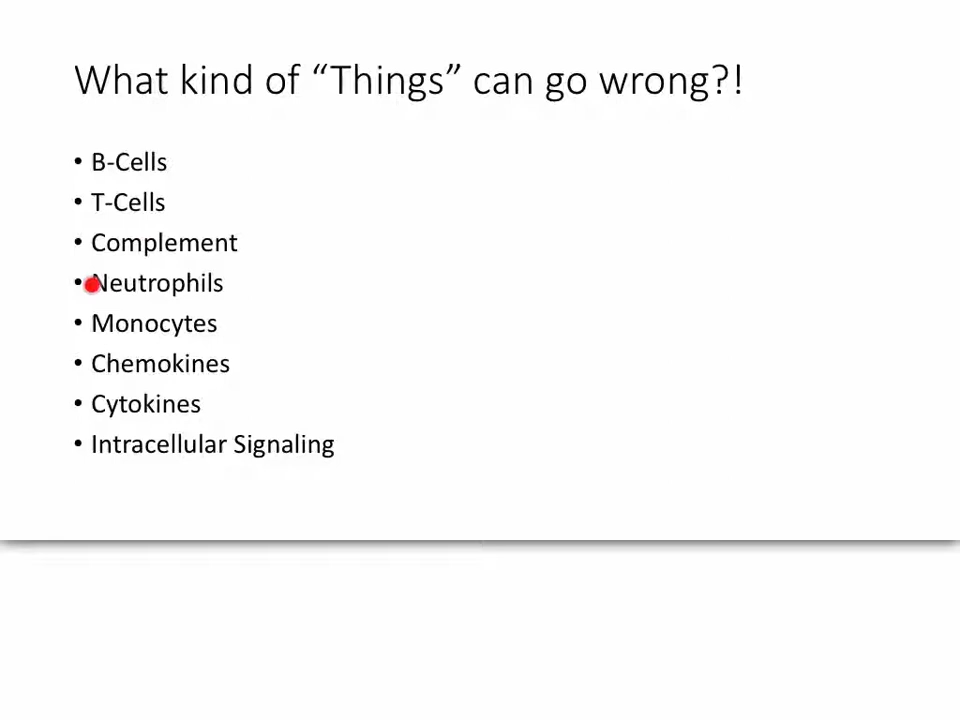 What kind of “Things” can go wrong?!
• B-Cells
• T-Cells
• Complement
• Neutrophils
• Monocytes
• Chemokines
• Cytokines
• Intracellular Signaling